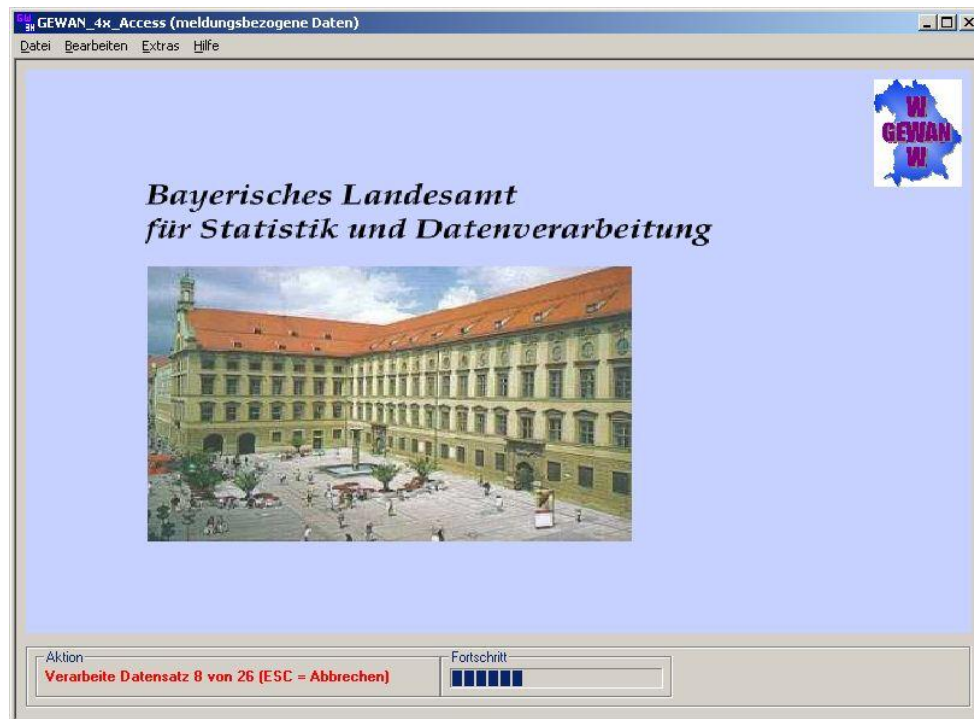 GEWAN_4x_Access (meldungsbezogene Daten)
Datei Bearbeiten Extras Hilfe
W
GEWAN
W
Bayerisches Landesamt
für Statistik und Datenverarbeitung
Aktion
Verarbeite Datensatz 8 von 26 (ESC = Abbrechen)
Fortschritt